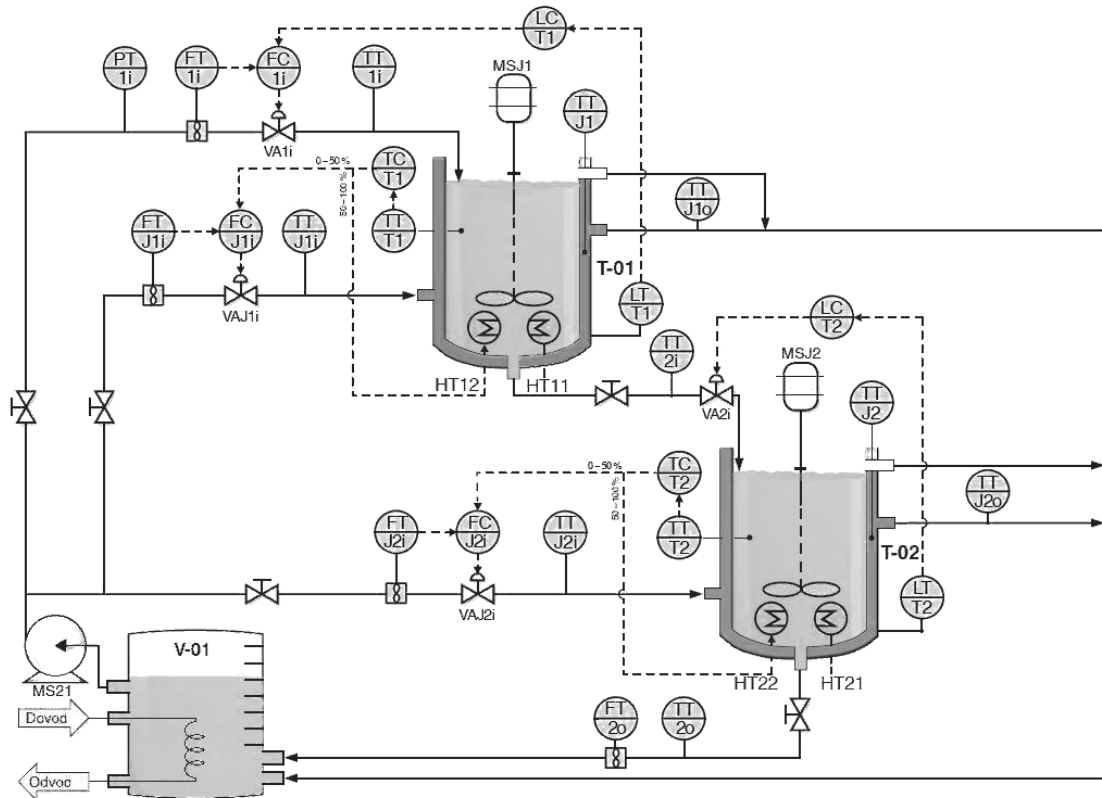 LC
T1
PT
1i
FT
1i
FC
1i
TT
1i
MSJ1
TT
J1
VA1i
0-50%
50-100%
TC
T1
TT
J1o
FT
J1i
FC
J1i
TT
J1i
TT
T1
T-01
VAJ1i
LT
T1
LC
T2
TT
2i
MSJ2
HT12
HT11
VA2i
TT
J2
0-50%
50-100%
TC
T2
TT
J2o
FT
J2i
FC
J2i
TT
J2i
TT
T2
T-02
VAJ2i
LT
T2
V-01
MS21
HT22
HT21
Dovod
FT
2o
TT
2o
Odvod